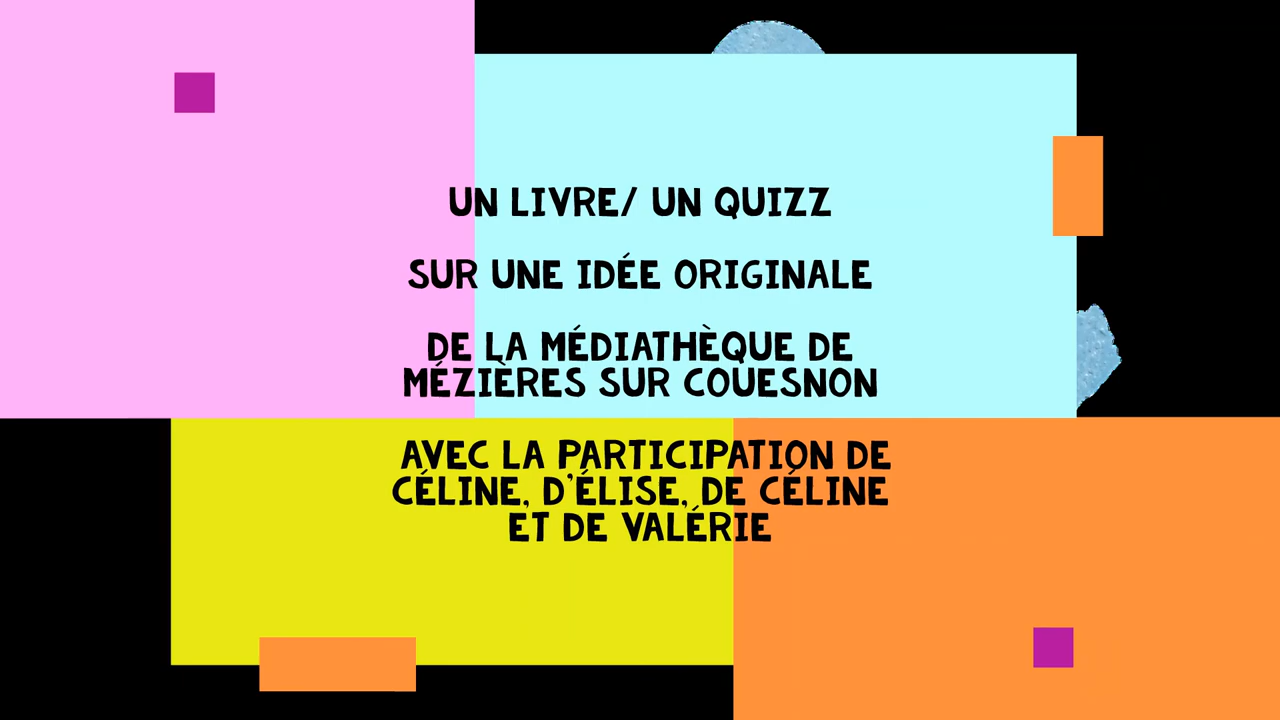 UN LIVRE/ UN QUIZZ
SUR UNE IDÉE ORIGINALE
DE LA MÉDIATHÈQUE DE
MÉZIÈRES SUR COUESNON
AVEC LA PARTICIPATION DE
CÉLINE, D'ÉLISE, DE CÉLINE
ET DE VALÉRIE